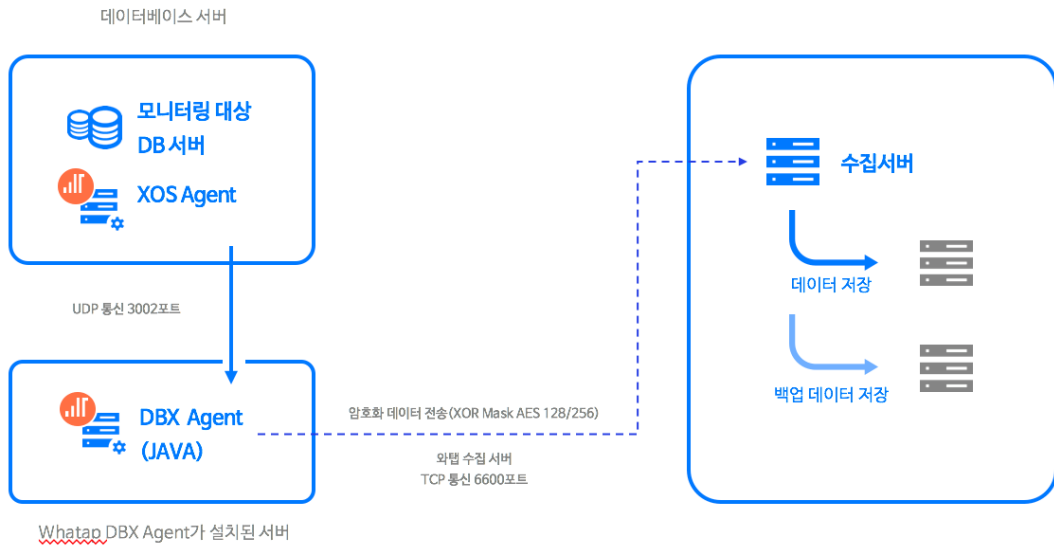 데이터베이스 서버
모니터링 대상
DB 서버
XOS Agent
UDP 통신 3002포트
DBX Agent
(JAVA)
Whatap DBX Agent가 설치된 서버
암호화 데이터 전송(XOR Mask AES 128/256)
와탭 수집 서버
TCP 통신 6600포트
수집서버
데이터 저장
백업 데이터 저장